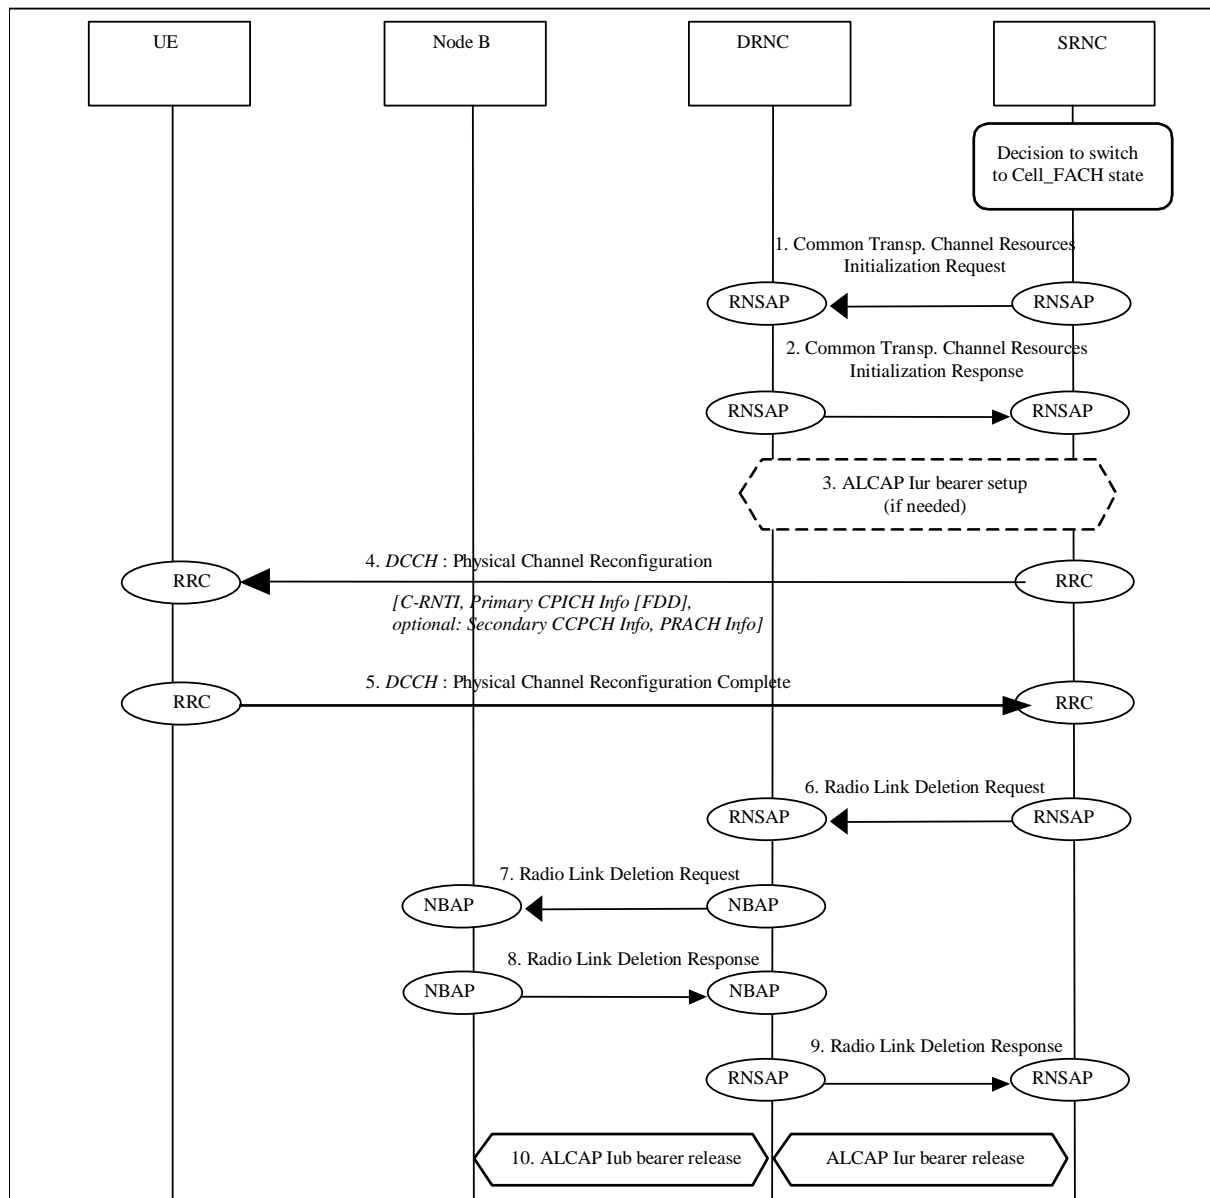 UE
Node B
DRNC
SRNC
Decision to switch
to Cell_FACH state
1. Common Transp. Channel Resources
Initialization Request
RNSAP
RNSAP
2. Common Transp. Channel Resources
Initialization Response
RNSAP
RNSAP
3. ALCAP Iur bearer setup
(if needed)
4. DCCH : Physical Channel Reconfiguration
RRC
RRC
[C-RNTI, Primary CPICH Info [FDD],
optional: Secondary CCPCH Info, PRACH Info]
5. DCCH : Physical Channel Reconfiguration Complete
RRC
RRC
6. Radio Link Deletion Request
RNSAP
RNSAP
7. Radio Link Deletion Request
NBAP
NBAP
8. Radio Link Deletion Response
NBAP
NBAP
9. Radio Link Deletion Response
RNSAP
RNSAP
10. ALCAP Iub bearer release
ALCAP Iur bearer release